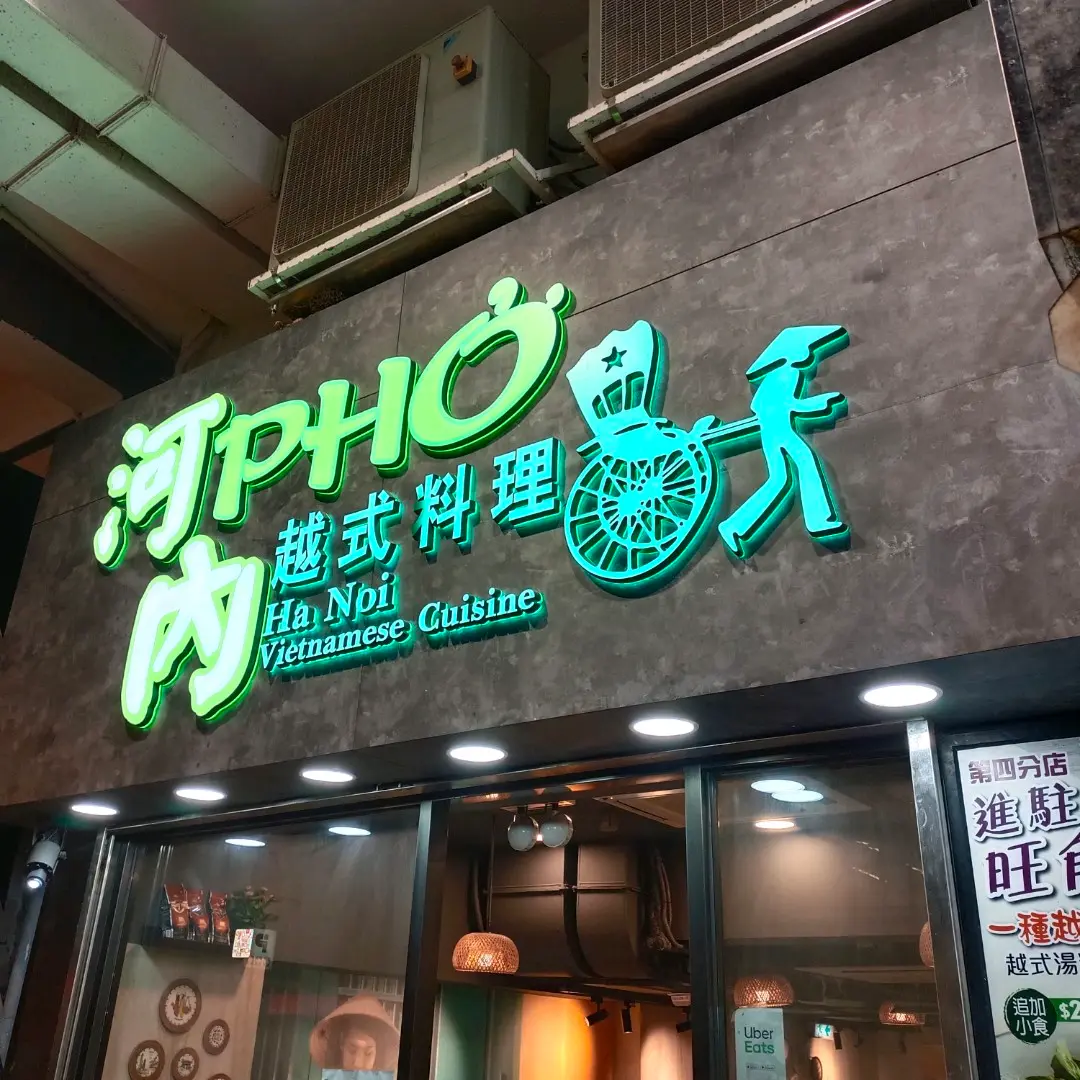 河PHO
內
越式料理
Ha Noi
Vietnamese Cuisine
第四分店
進駐
旺角
一種越
越式湯
追加
小食
$2
Uber
Eats